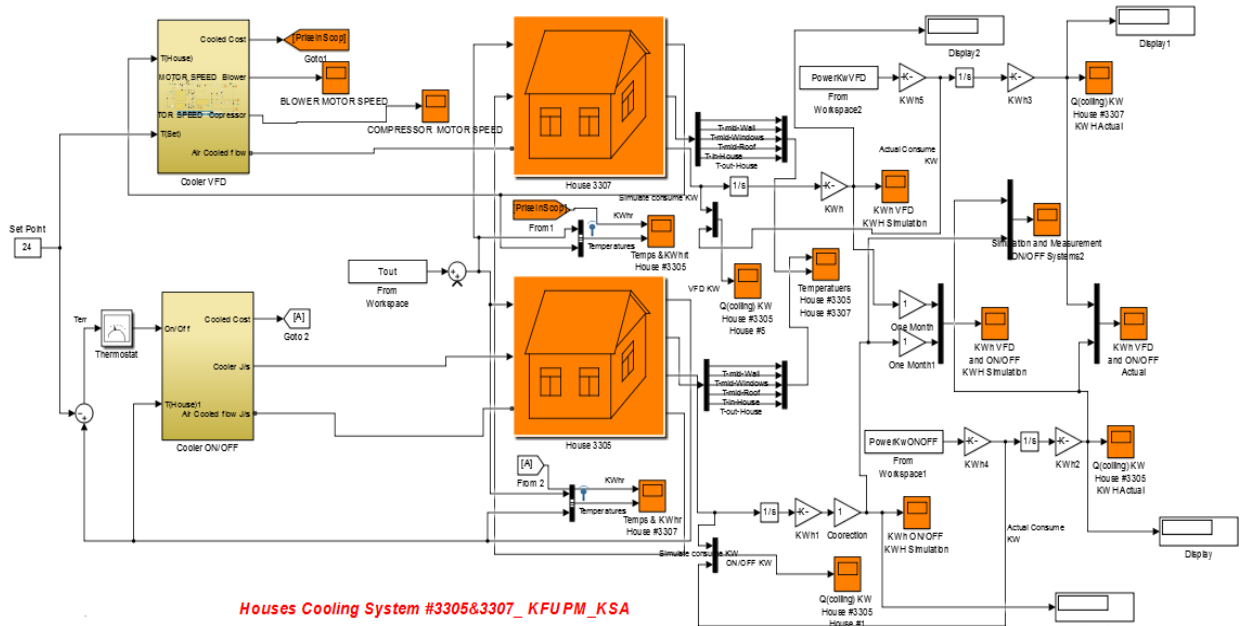 Cooled Cost
[PriseInScop]
Goto1
T(House)
MOTOR_SPEED_Blower
BLOWER MOTOR SPEED
TOR_SPEED_Copressor
COMPRESSOR MOTOR SPEED
T(Set)
Air Cooled flow
Cooler VFD
House 3307
T-mid-Wall
T-mid-Windows
T-mid-Roof
T-in-House
T-out-House
Display2
Display1
PowerKwVFD
From
Workspace2
-K-
KWh5
1/s
-K-
KWh3
Q(colling) KW
House #3307
KWH Actual
Actual Consume
KW
Simulate consume KW
1/s
-K-
KWh
KWh VFD
KWH Simulation
Set Point
24
[PriseInScop]
From1
KWhr
Temperatures
Temps &KWhrlt
House #3305
Simulation and Measurement
ON/OFF Systems2
Tout
From
Workspace
VFD KW
Q(colling) KW
House #3305
House #5
Temperatuers
House #3305
House #3307
1
One Month
1
One Month1
KWh VFD
and ON/OFF
KWH Simulation
KWh VFD
and ON/OFF
Actual
Terr
Thermostat
On/Off
Cooled Cost
[A]
Goto 2
Cooler J/s
T(House)1
Air Cooled flow J/s
Cooler ON/OFF
House 3305
T-mid-Wall
T-mid-Windows
T-mid-Roof
T-in-House
T-out-House
PowerKwONOFF
From
Workspace1
-K-
KWh4
1/s
-K-
KWh2
Q(colling) KW
House #3305
KWH Actual
[A]
From 2
KWhr
Temperatures
Temps & KWhr
House #3307
1/s
-K-
KWh1
1
Coorection
KWh ON/OFF
KWH Simulation
Actual Consume
KW
Display
Simulate consume KW
ON/OFF KW
Q(colling) KW
House #3305
House #1
Houses Cooling System #3305&3307_ KFUPM_KSA